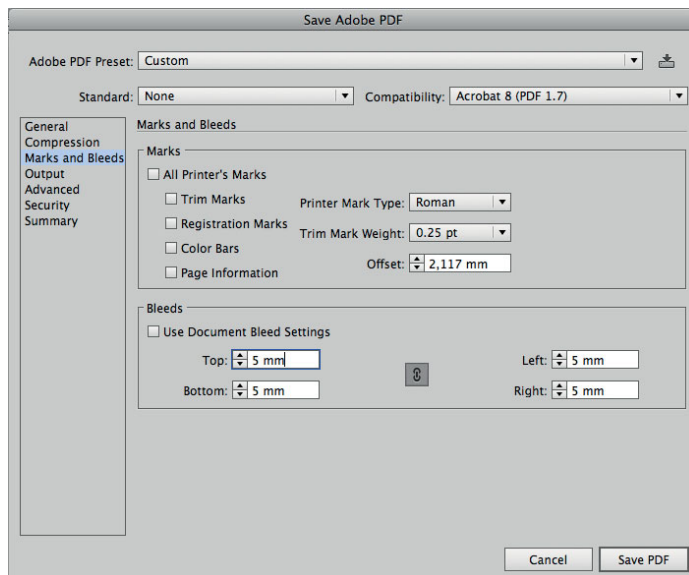 Save Adobe PDF
Adobe PDF Preset: Custom
Standard: None Compatibility: Acrobat 8 (PDF 1.7)
General
Compression
Marks and Bleeds
Output
Advanced
Security
Summary
Marks and Bleeds
Marks
All Printer's Marks
Trim Marks Printer Mark Type: Roman
Registration Marks Trim Mark Weight: 0.25 pt
Color Bars
Offset: 2,117 mm
Page Information
Bleeds
Use Document Bleed Settings
Top: 5 mm Left: 5 mm
Bottom: 5 mm Right: 5 mm
Cancel Save PDF